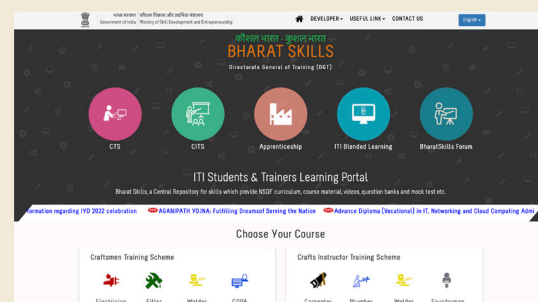 भारत सरकार | कौशल विकास और उद्यमिता मंत्रालय
Government of India | Ministry of Skill Development and Entrepreneurship
DEVELOPER USEFUL LINK CONTACT US English
कौशल भारत - कुशल भारत
BHARAT SKILLS
Directorate General of Training (DGT)
CTS CITS Apprenticeship ITI Blended Learning BharatSkills Forum
ITI Students & Trainers Learning Portal
Bharat Skills, a Central Repository for skills which provide NSQF curriculum, course material, videos, question banks and mock test etc.
ormation regarding IYD 2022 celebration AGANIPATH YOJNA: Fulfilling Dreamsof Serving the Nation Advance Diploma (Vocational) in IT, Networking and Cloud Computing Admi
Choose Your Course
Craftsmen Training Scheme Crafts Instructor Training Scheme
Electrician Fitter Welder COPA Carpenter Plumber Welder Foundryman